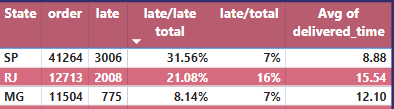 State order late late/late total late/total Avg of delivered_time
SP 41264 3006 31.56% 7% 8.88
RJ 12713 2008 21.08% 16% 15.54
MG 11504 775 8.14% 7% 12.10